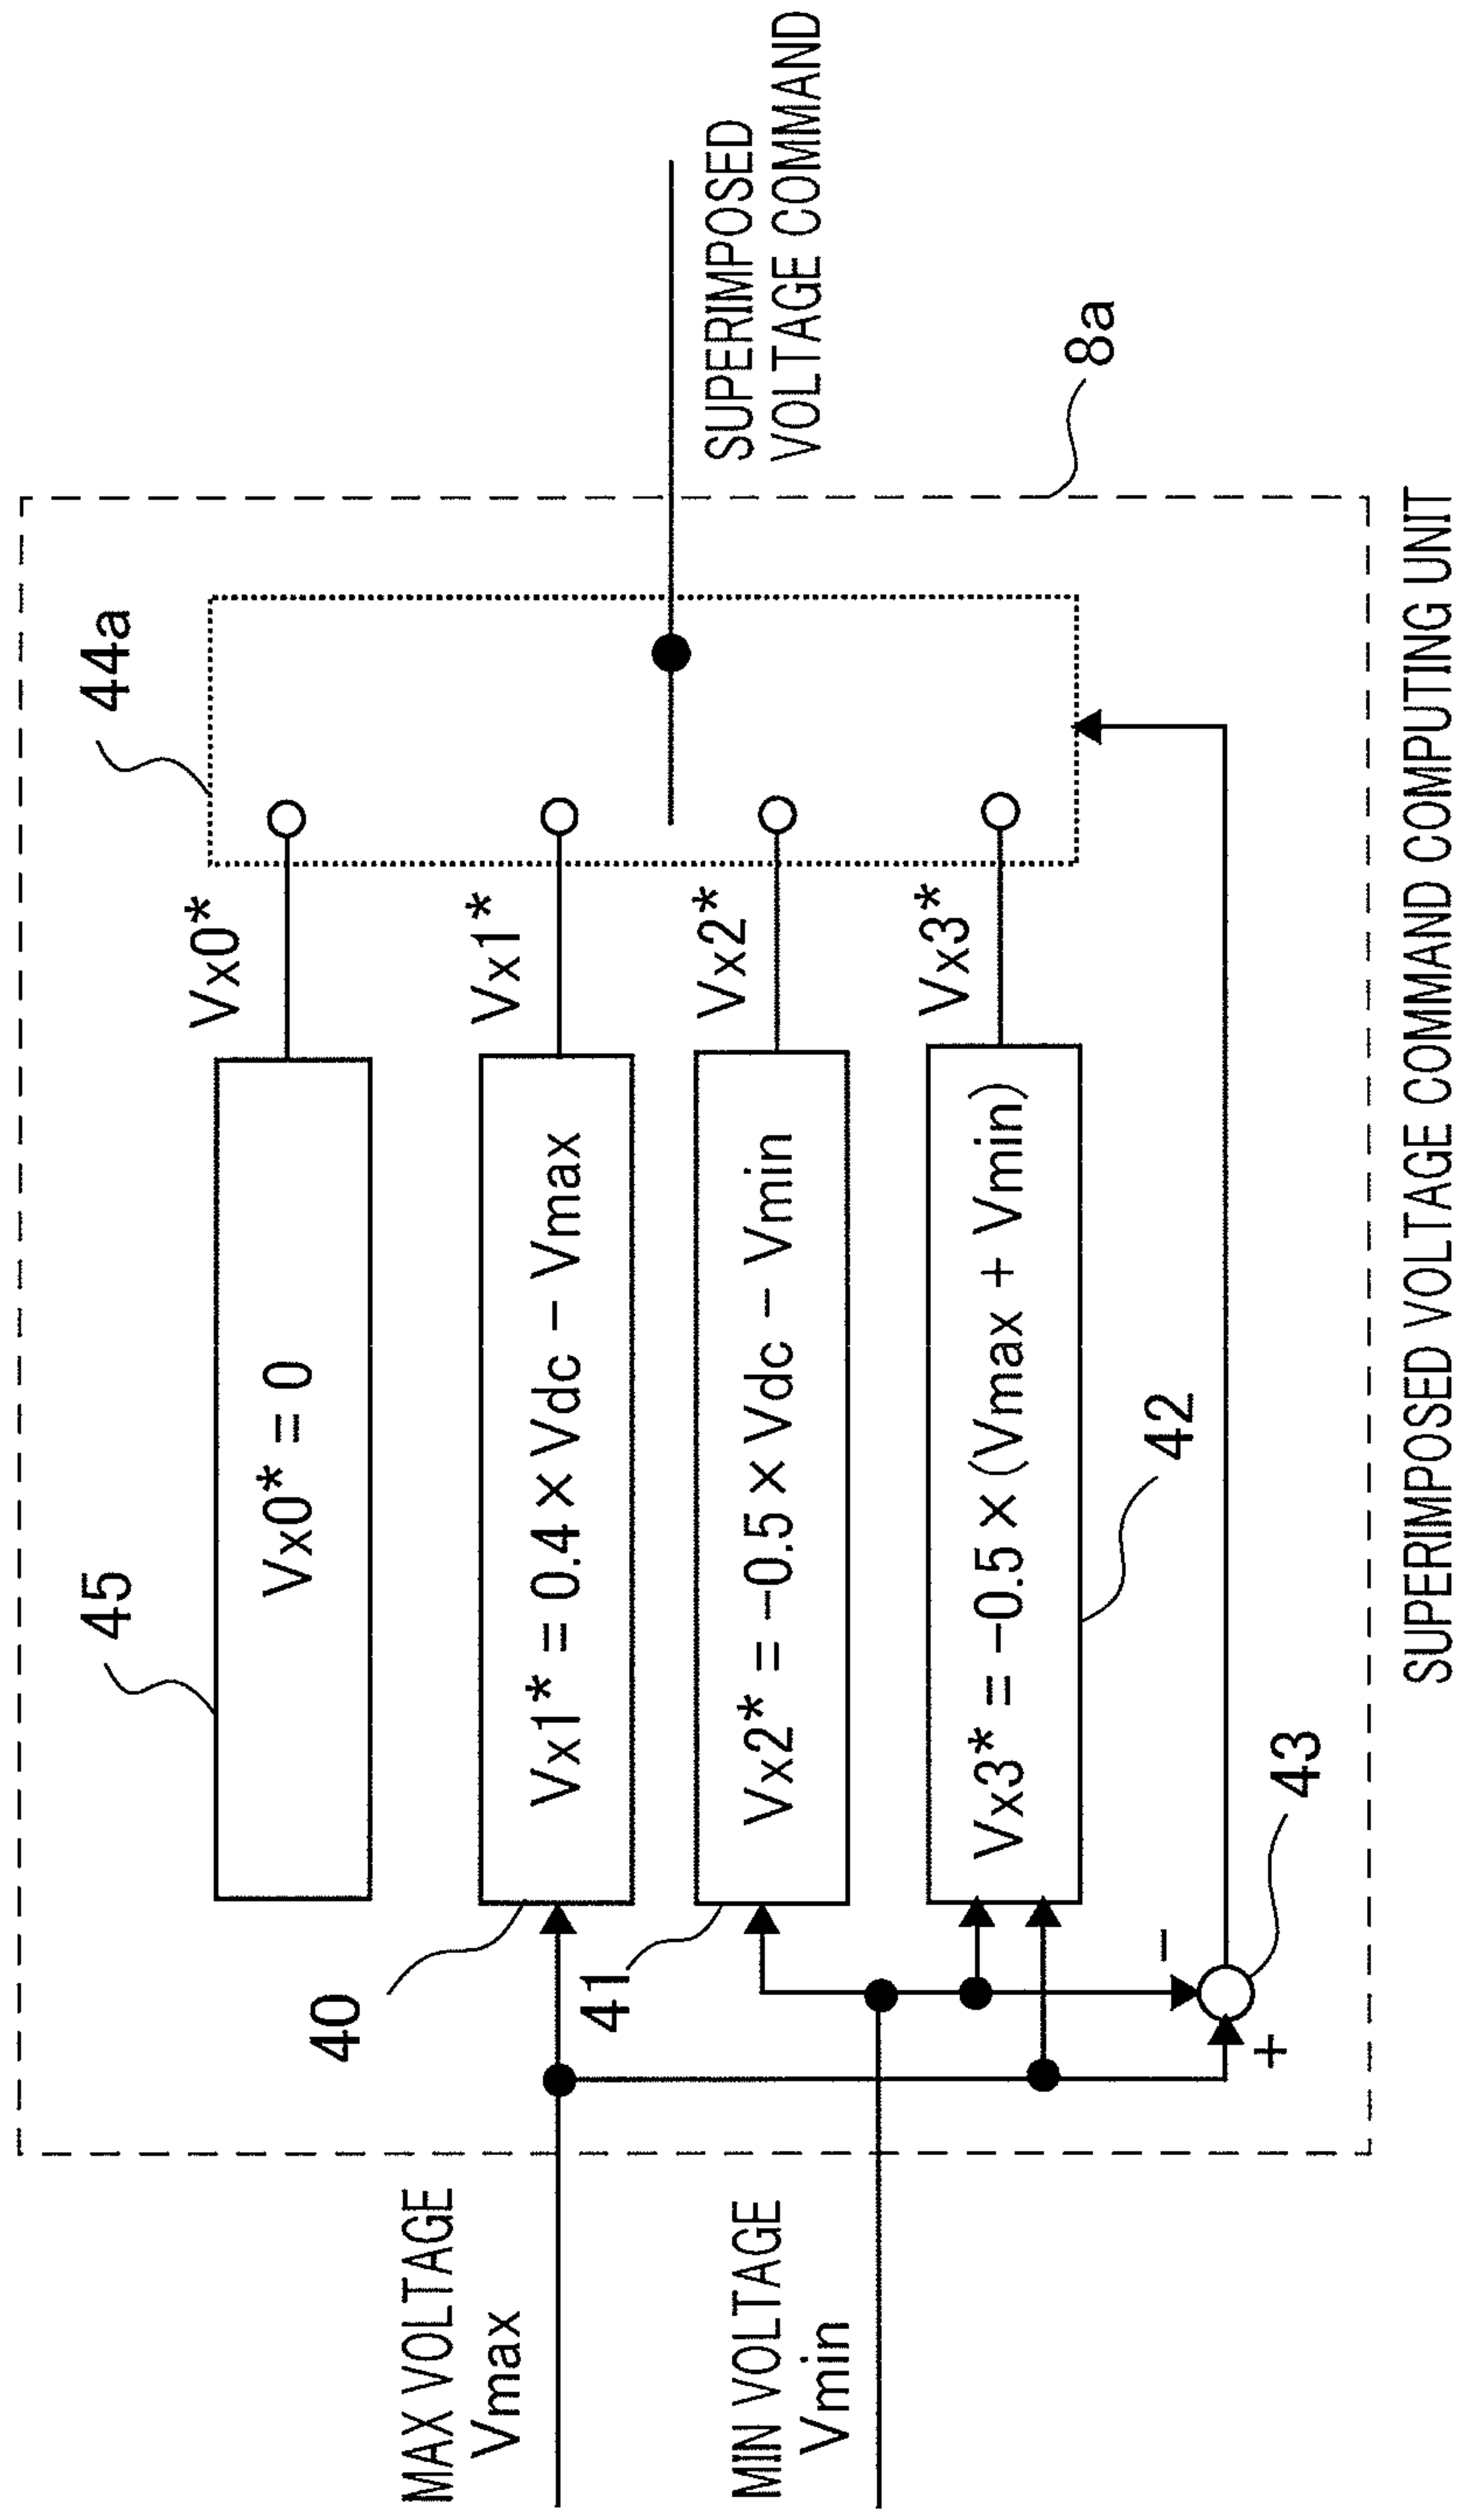 MAX VOLTAGE
Vmax
MIN VOLTAGE
Vmin
45
Vx0* = 0
Vx0*
44a
40
Vx1* = 0.4 × Vdc − Vmax
Vx1*
41
Vx2* = −0.5 × Vdc − Vmin
Vx2*
Vx3* = −0.5 × (Vmax + Vmin)
Vx3*
42
−
+
43
SUPERIMPOSED
VOLTAGE COMMAND
8a
SUPERIMPOSED VOLTAGE COMMAND COMPUTING UNIT